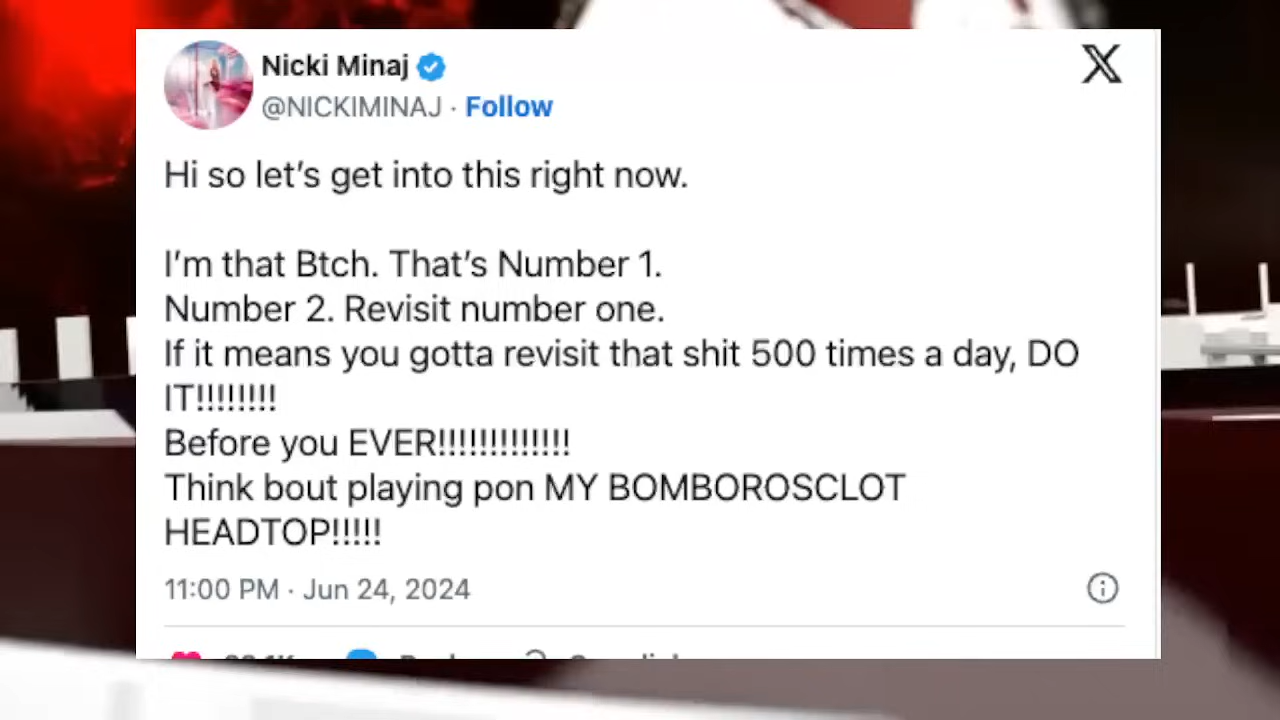 Nicki Minaj
@NICKIMINAJ · Follow
Hi so let's get into this right now.
I'm that Btch. That's Number 1.
Number 2. Revisit number one.
If it means you gotta revisit that shit 500 times a day, DO
IT!!!!!!!!
Before you EVER!!!!!!!!!!!!!
Think bout playing pon MY BOMBOROSCLOT
HEADTOP!!!!!
11:00 PM · Jun 24, 2024